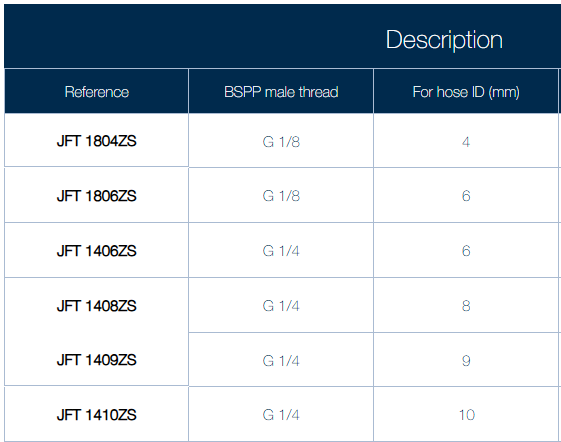 Description
Reference BSPP male thread For hose ID (mm)
JFT 1804ZS G 1/8 4
JFT 1806ZS G 1/8 6
JFT 1406ZS G 1/4 6
JFT 1408ZS G 1/4 8
JFT 1409ZS G 1/4 9
JFT 1410ZS G 1/4 10